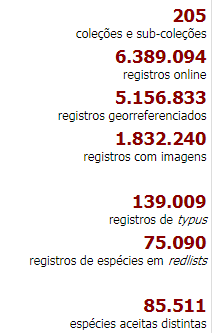 205
coleções e sub-coleções
6.389.094
registros online
5.156.833
registros georreferenciados
1.832.240
registros com imagens
139.009
registros de typus
75.090
registros de espécies em redlists
85.511
espécies aceitas distintas